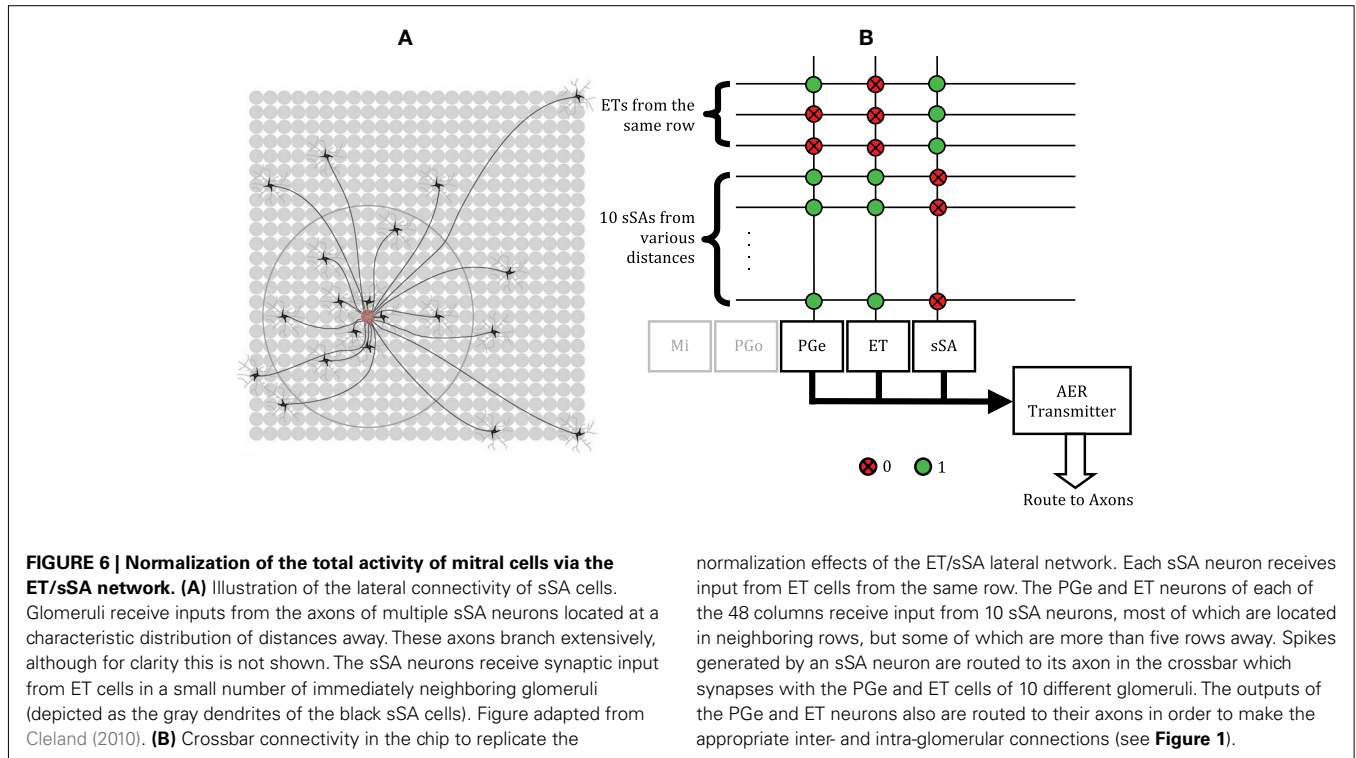 A
B
ETs from the
same row
10 sSAs from
various
distances
Mi
PGo
PGe
ET
sSA
AER
Transmitter
0
1
Route to Axons
FIGURE 6 | Normalization of the total activity of mitral cells via the
ET/sSA network. (A) Illustration of the lateral connectivity of sSA cells.
Glomeruli receive inputs from the axons of multiple sSA neurons located at a
characteristic distribution of distances away. These axons branch extensively,
although for clarity this is not shown. The sSA neurons receive synaptic input
from ET cells in a small number of immediately neighboring glomeruli
(depicted as the gray dendrites of the black sSA cells). Figure adapted from
Cleland (2010). (B) Crossbar connectivity in the chip to replicate the
normalization effects of the ET/sSA lateral network. Each sSA neuron receives
input from ET cells from the same row. The PGe and ET neurons of each of
the 48 columns receive input from 10 sSA neurons, most of which are located
in neighboring rows, but some of which are more than five rows away. Spikes
generated by an sSA neuron are routed to its axon in the crossbar which
synapses with the PGe and ET cells of 10 different glomeruli. The outputs of
the PGe and ET neurons also are routed to their axons in order to make the
appropriate inter- and intra-glomerular connections (see Figure 1).